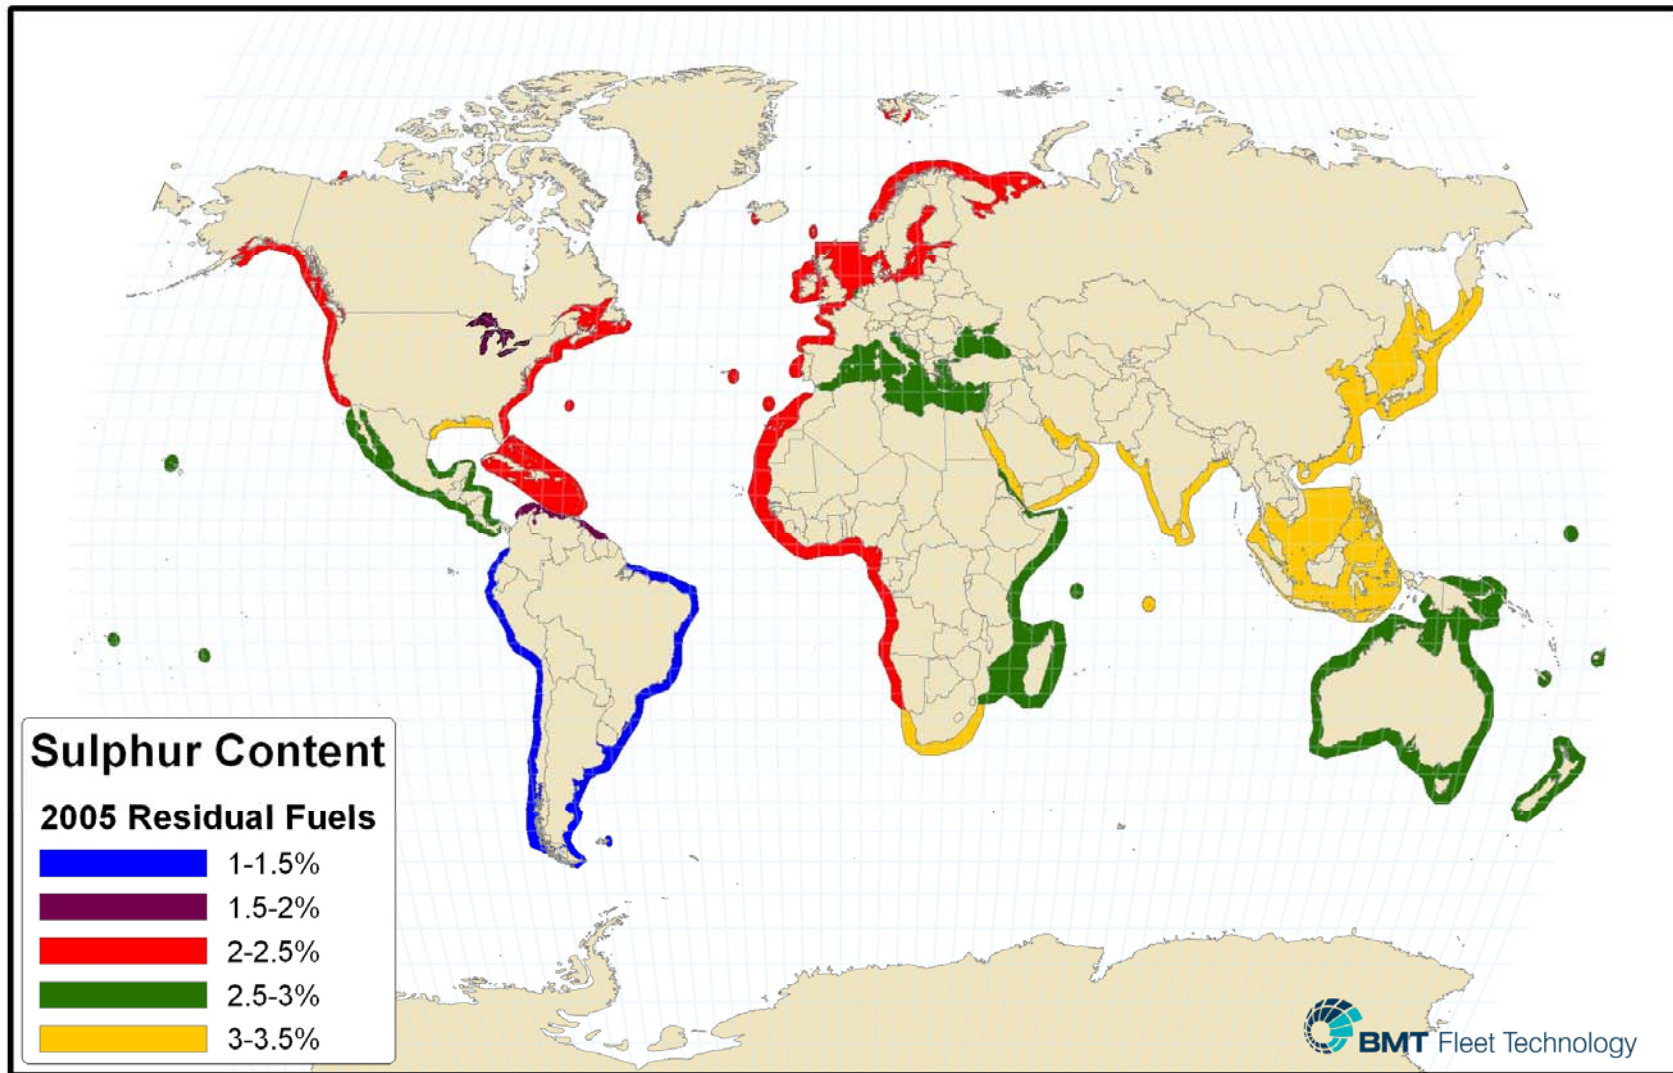 Sulphur Content
2005 Residual Fuels
1-1.5%
1.5-2%
2-2.5%
2.5-3%
3-3.5%
BMT Fleet Technology